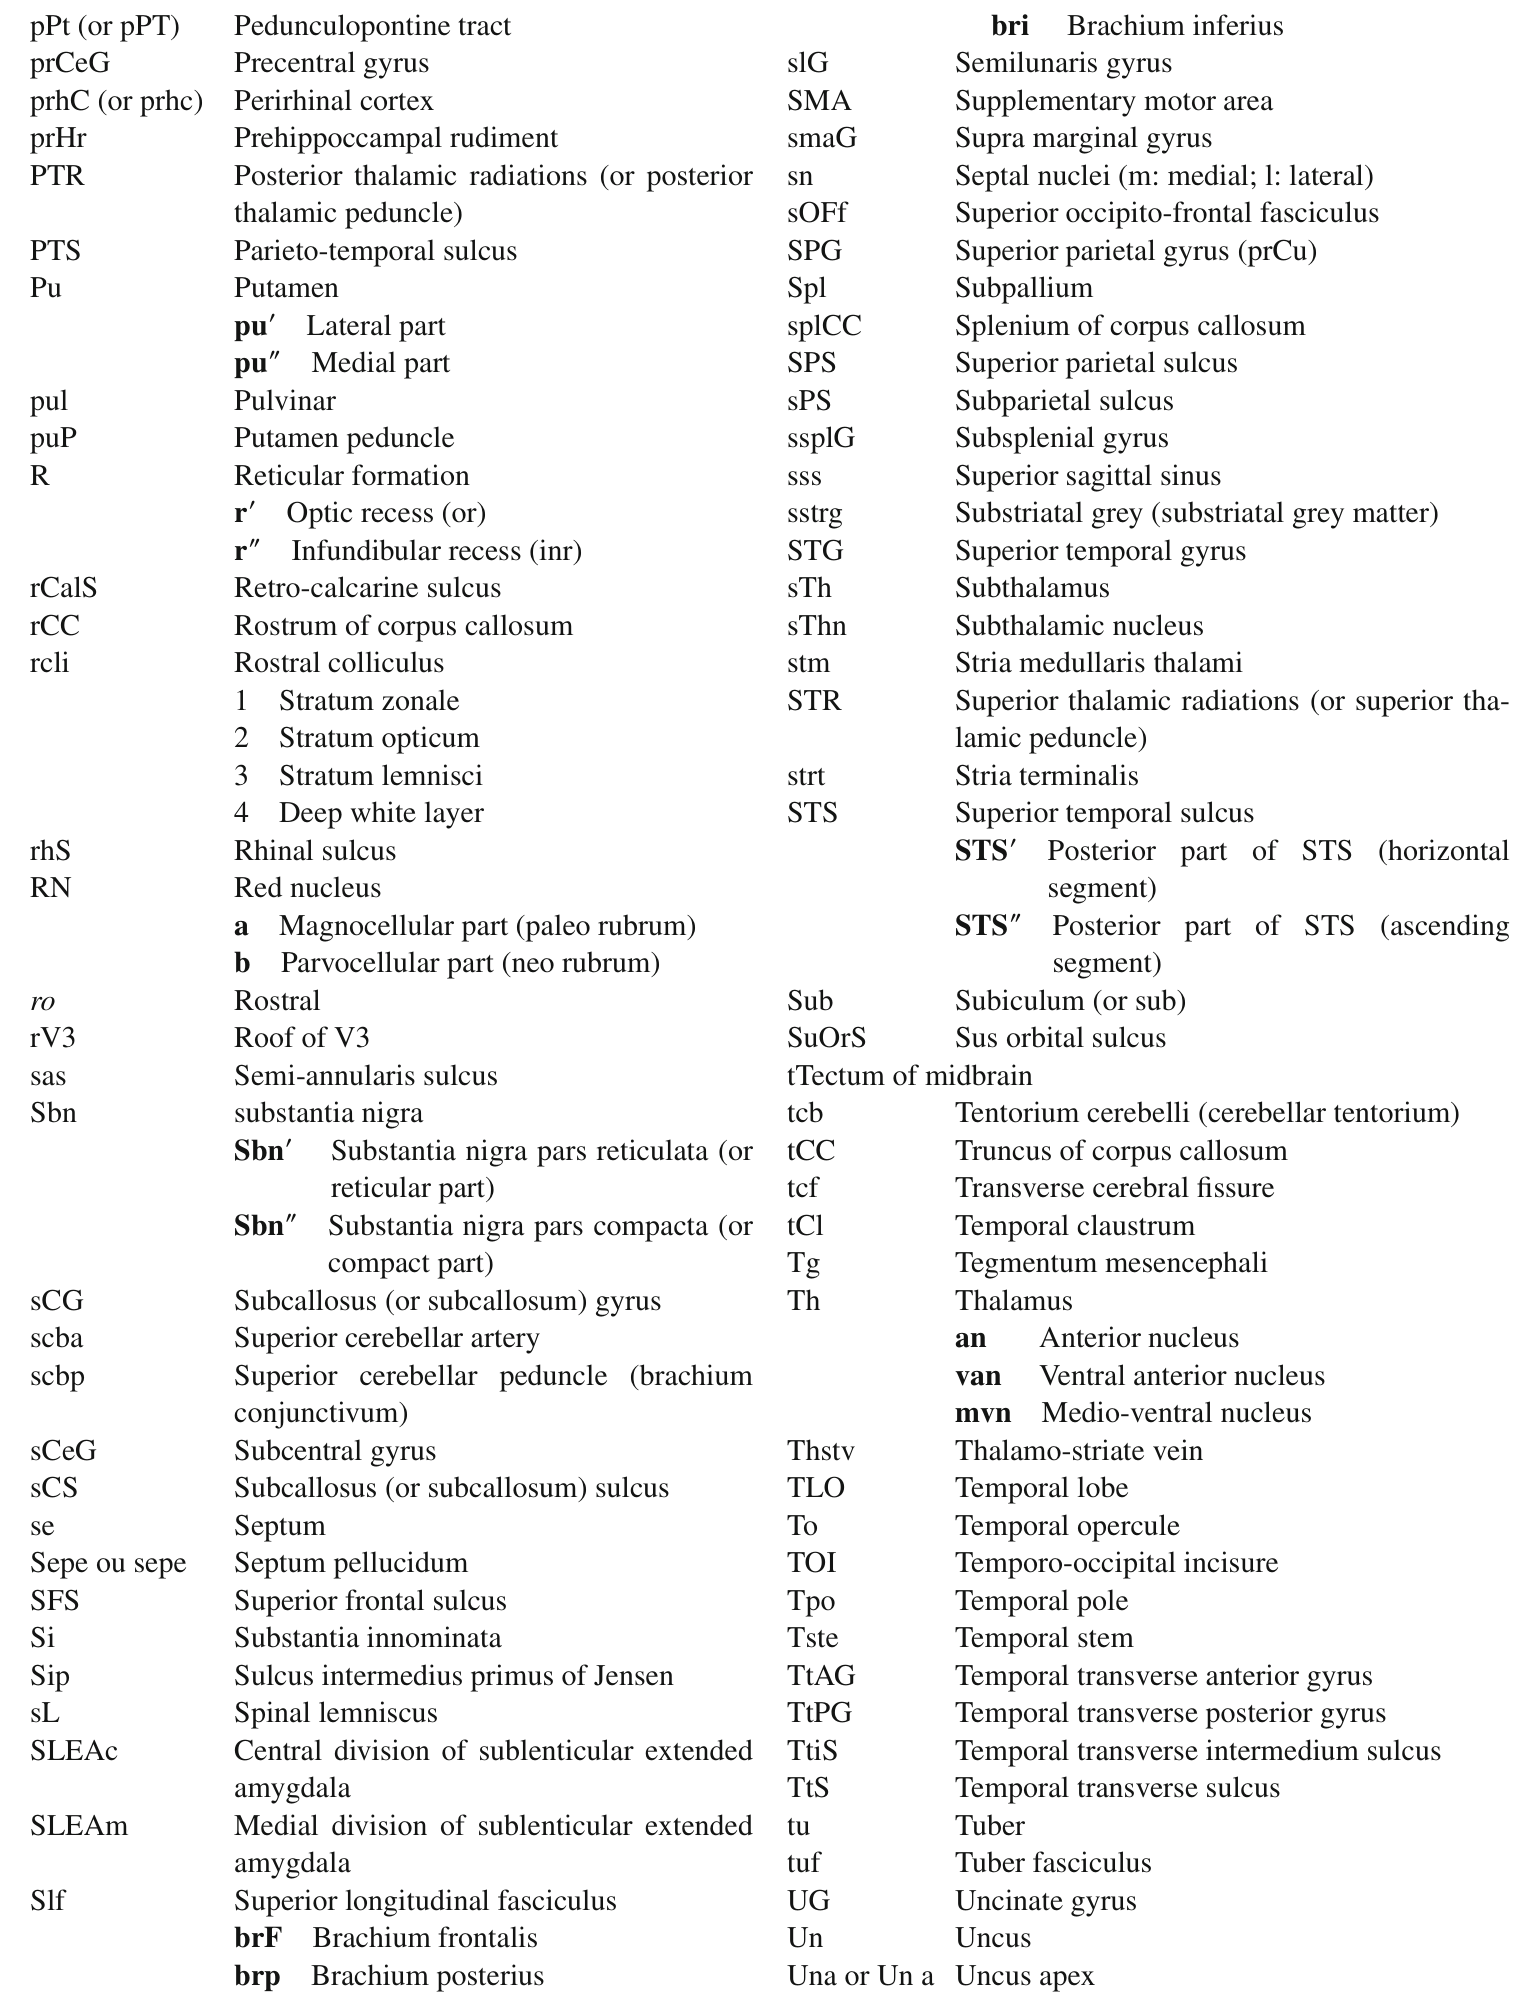 pPt (or pPT) Pedunculopontine tract
prCeG Precentral gyrus
prhC (or prhc) Perirhinal cortex
prHr Prehippoccampal rudiment
PTR Posterior thalamic radiations (or posterior
thalamic peduncle)
PTS Parieto-temporal sulcus
Pu Putamen
pu′ Lateral part
pu″ Medial part
pul Pulvinar
puP Putamen peduncle
R Reticular formation
r′ Optic recess (or)
r″ Infundibular recess (inr)
rCalS Retro-calcarine sulcus
rCC Rostrum of corpus callosum
rcli Rostral colliculus
1 Stratum zonale
2 Stratum opticum
3 Stratum lemnisci
4 Deep white layer
rhS Rhinal sulcus
RN Red nucleus
a Magnocellular part (paleo rubrum)
b Parvocellular part (neo rubrum)
ro Rostral
rV3 Roof of V3
sas Semi-annularis sulcus
Sbn substantia nigra
Sbn′ Substantia nigra pars reticulata (or
reticular part)
Sbn″ Substantia nigra pars compacta (or
compact part)
sCG Subcallosus (or subcallosum) gyrus
scba Superior cerebellar artery
scbp Superior cerebellar peduncle (brachium
conjunctivum)
sCeG Subcentral gyrus
sCS Subcallosus (or subcallosum) sulcus
se Septum
Sepe ou sepe Septum pellucidum
SFS Superior frontal sulcus
Si Substantia innominata
Sip Sulcus intermedius primus of Jensen
sL Spinal lemniscus
SLEAc Central division of sublenticular extended
amygdala
SLEAm Medial division of sublenticular extended
amygdala
Slf Superior longitudinal fasciculus
brF Brachium frontalis
brp Brachium posterius
bri Brachium inferius
slG Semilunaris gyrus
SMA Supplementary motor area
smaG Supra marginal gyrus
sn Septal nuclei (m: medial; l: lateral)
sOFf Superior occipito-frontal fasciculus
SPG Superior parietal gyrus (prCu)
Spl Subpallium
splCC Splenium of corpus callosum
SPS Superior parietal sulcus
sPS Subparietal sulcus
ssplG Subsplenial gyrus
sss Superior sagittal sinus
sstrg Substriatal grey (substriatal grey matter)
STG Superior temporal gyrus
sTh Subthalamus
sThn Subthalamic nucleus
stm Stria medullaris thalami
STR Superior thalamic radiations (or superior tha-
lamic peduncle)
strt Stria terminalis
STS Superior temporal sulcus
STS′ Posterior part of STS (horizontal
segment)
STS″ Posterior part of STS (ascending
segment)
Sub Subiculum (or sub)
SuOrS Sus orbital sulcus
tTectum of midbrain
tcb Tentorium cerebelli (cerebellar tentorium)
tCC Truncus of corpus callosum
tcf Transverse cerebral fissure
tCl Temporal claustrum
Tg Tegmentum mesencephali
Th Thalamus
an Anterior nucleus
van Ventral anterior nucleus
mvn Medio-ventral nucleus
Thstv Thalamo-striate vein
TLO Temporal lobe
To Temporal opercule
TOI Temporo-occipital incisure
Tpo Temporal pole
Tste Temporal stem
TtAG Temporal transverse anterior gyrus
TtPG Temporal transverse posterior gyrus
TtiS Temporal transverse intermedium sulcus
TtS Temporal transverse sulcus
tu Tuber
tuf Tuber fasciculus
UG Uncinate gyrus
Un Uncus
Una or Un a Uncus apex